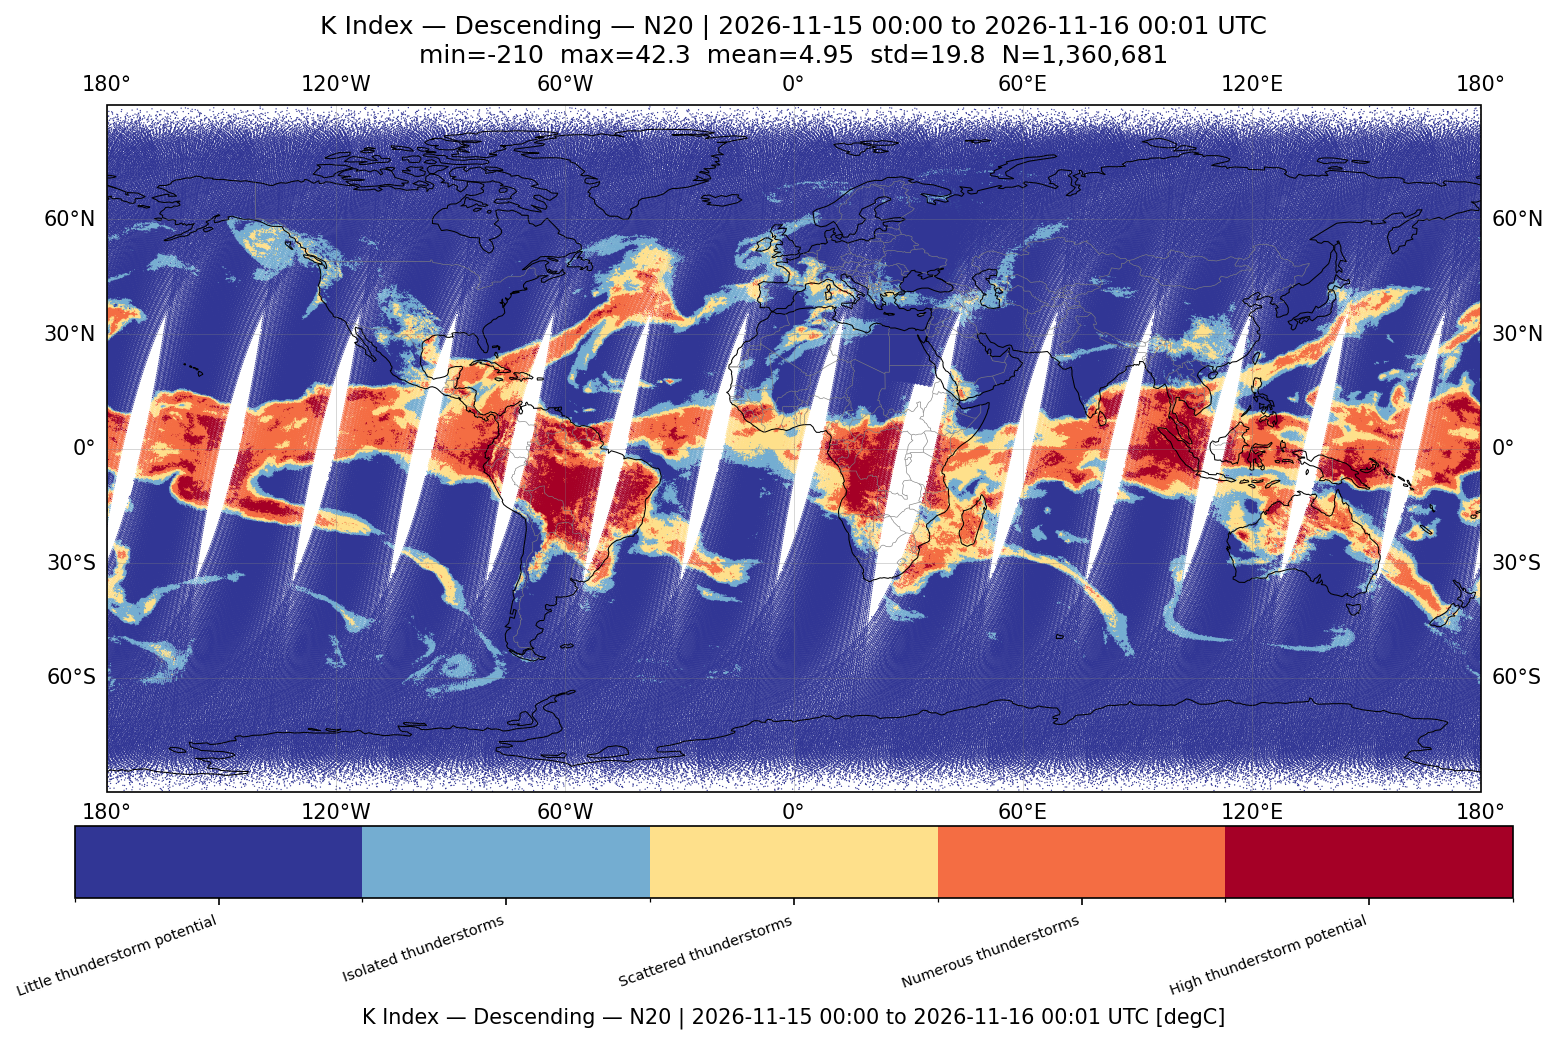 K Index — Descending — N20 | 2026-11-15 00:00 to 2026-11-16 00:01 UTC
min=-210 max=42.3 mean=4.95 std=19.8 N=1,360,681
180° 120°W 60°W 0° 60°E 120°E 180°
60°N 60°N
30°N 30°N
0° 0°
30°S 30°S
60°S 60°S
180° 120°W 60°W 0° 60°E 120°E 180°
Little thunderstorm potential
Isolated thunderstorms
Scattered thunderstorms
Numerous thunderstorms
High thunderstorm potential
K Index — Descending — N20 | 2026-11-15 00:00 to 2026-11-16 00:01 UTC [degC]